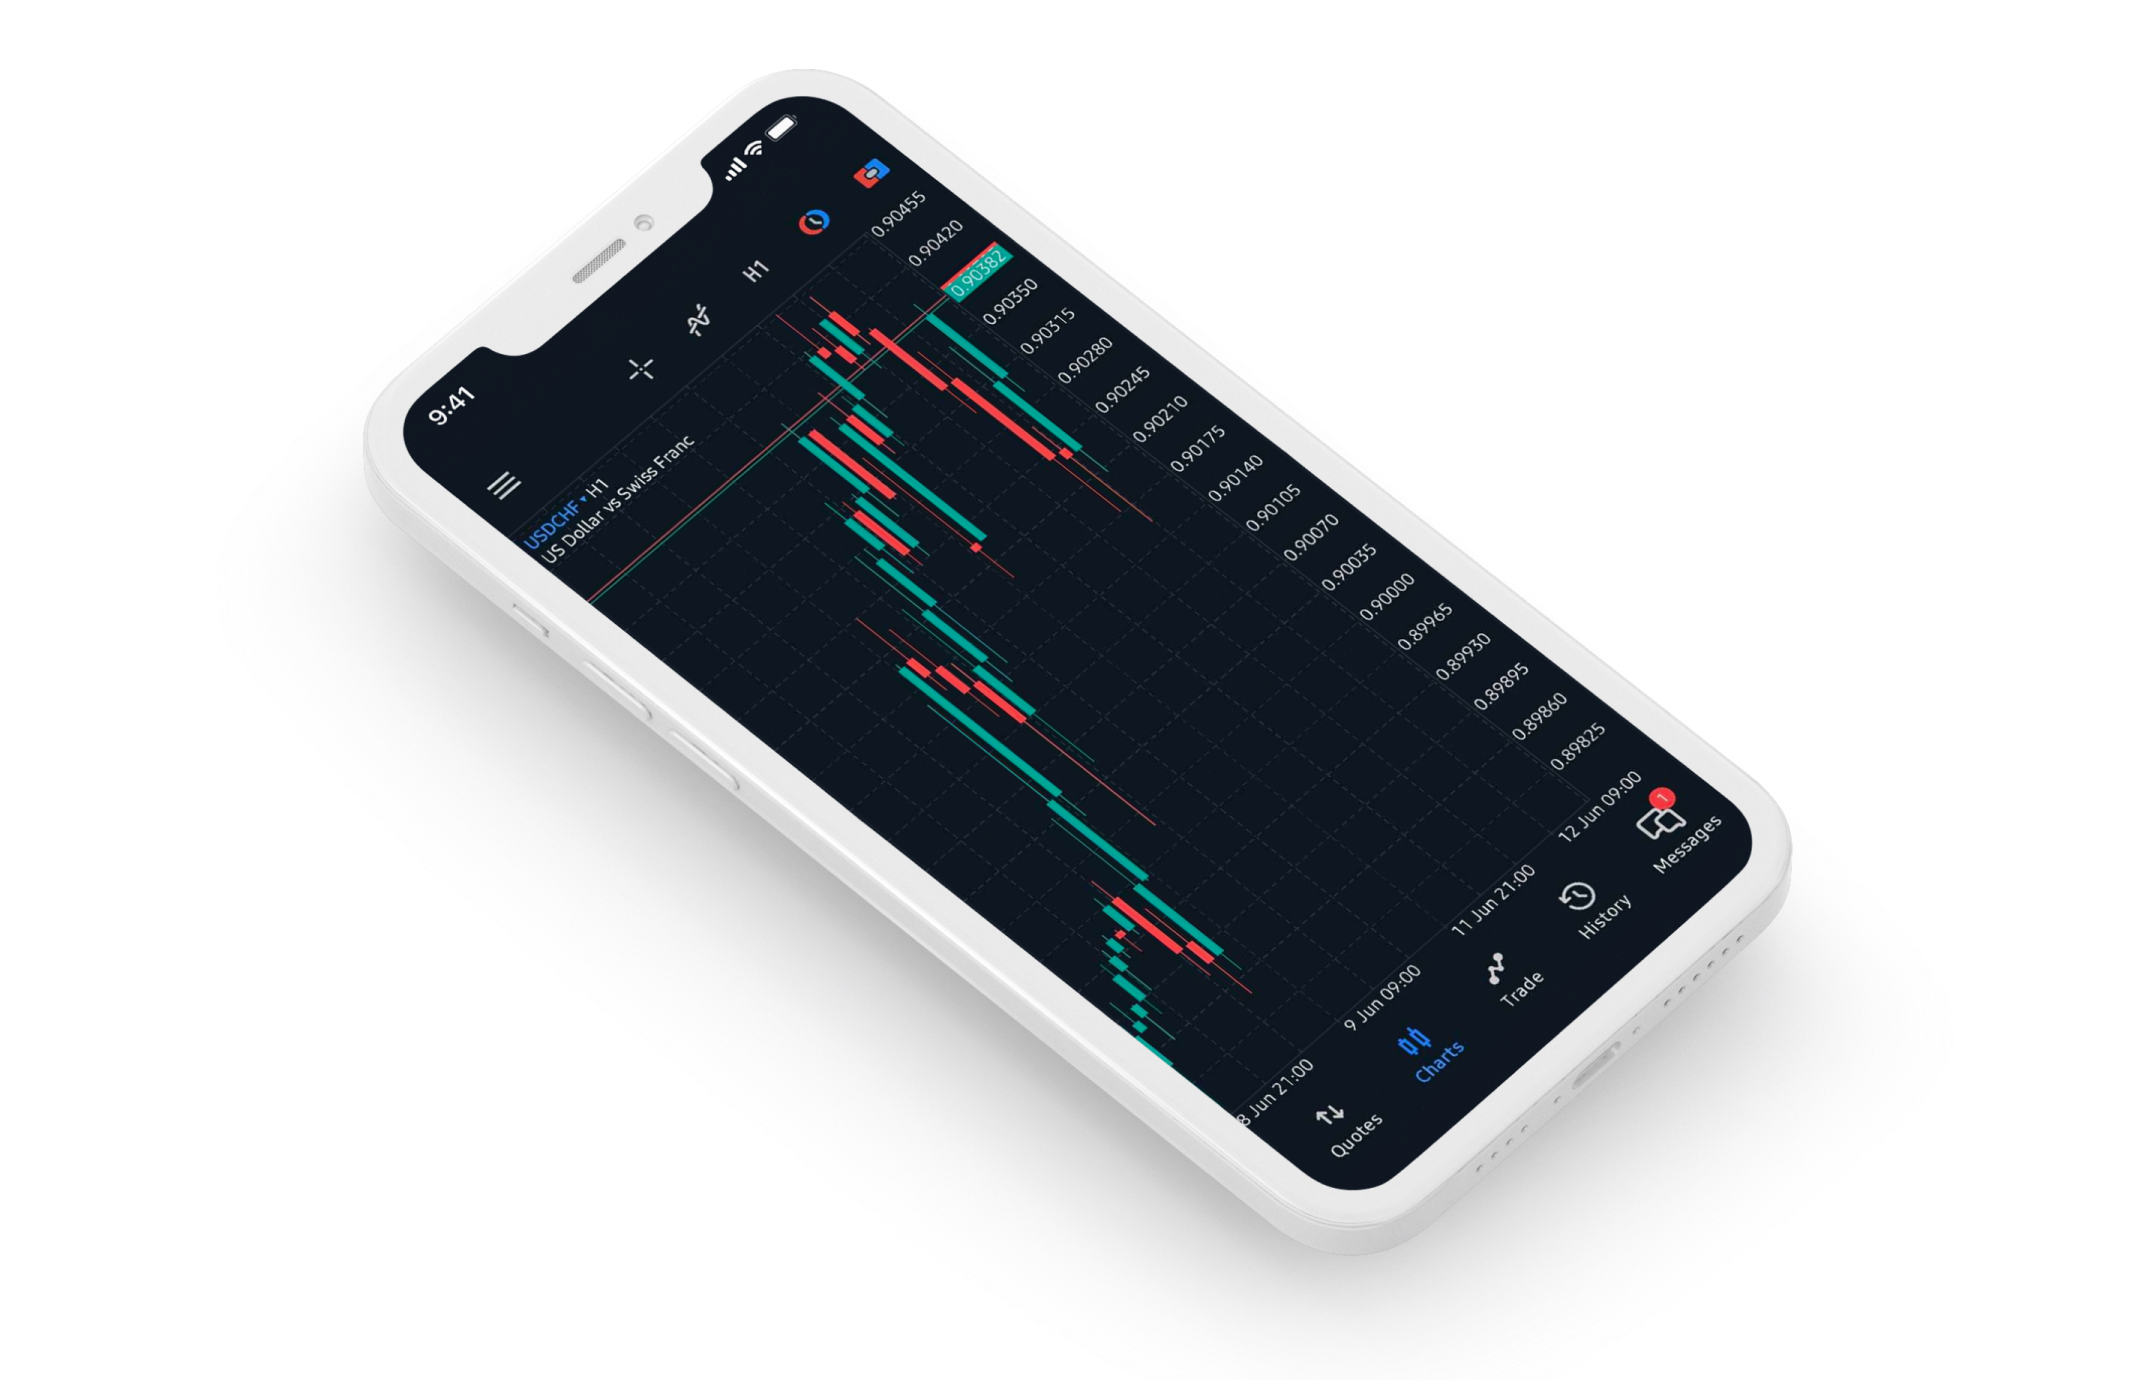 9:41
H1
USDCHF ▾ H1
US Dollar vs Swiss Franc
0.90455
0.90420
0.90382
0.90350
0.90315
0.90280
0.90245
0.90210
0.90175
0.90140
0.90105
0.90070
0.90035
0.90000
0.89965
0.89930
0.89895
0.89860
0.89825
8 Jun 21:00
9 Jun 09:00
11 Jun 21:00
12 Jun 09:00
Quotes
Charts
Trade
History
1
Messages